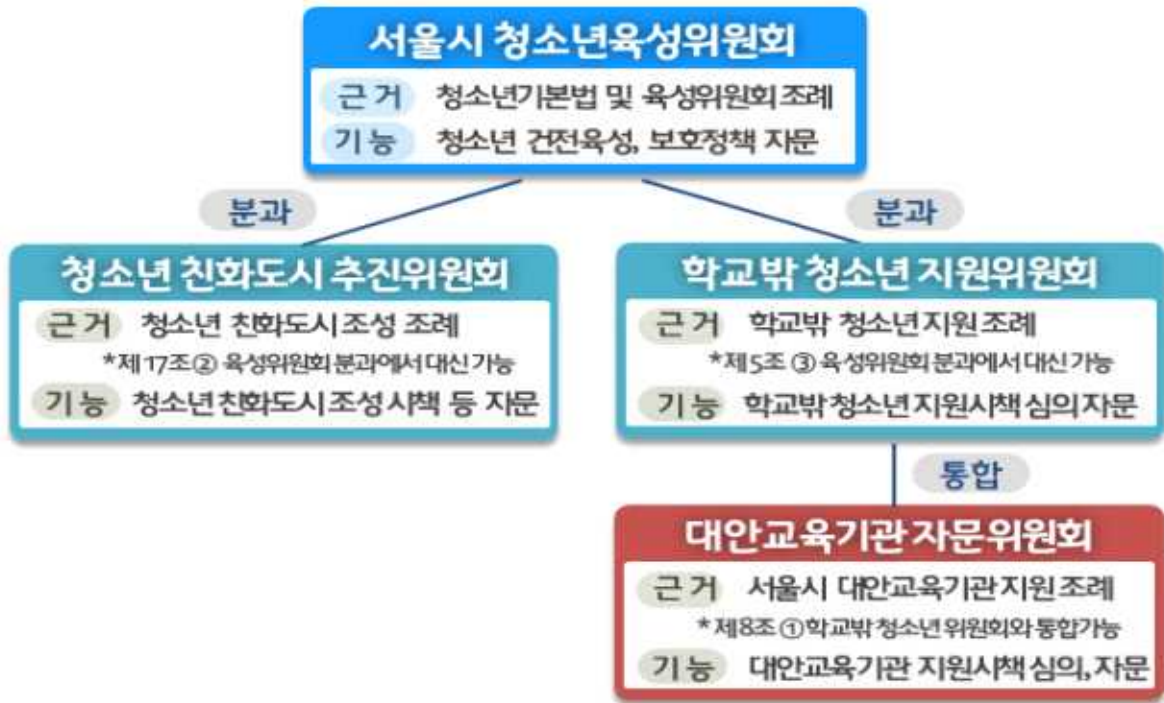 서울시 청소년육성위원회
근거 청소년기본법 및 육성위원회 조례
기능 청소년 건전육성, 보호정책 자문
분과
분과
청소년 친화도시 추진위원회
근거 청소년 친화도시 조성 조례
*제17조② 육성위원회 분과에서 대신 가능
기능 청소년 친화도시 조성 시책 등 자문
학교밖 청소년 지원위원회
근거 학교밖 청소년 지원 조례
*제5조 ③ 육성위원회 분과에서 대신 가능
기능 학교밖 청소년 지원시책 심의 자문
통합
대안교육기관 자문위원회
근거 서울시 대안교육기관 지원 조례
*제8조 ① 학교밖 청소년 위원회와 통합가능
기능 대안교육기관 지원시책 심의, 자문